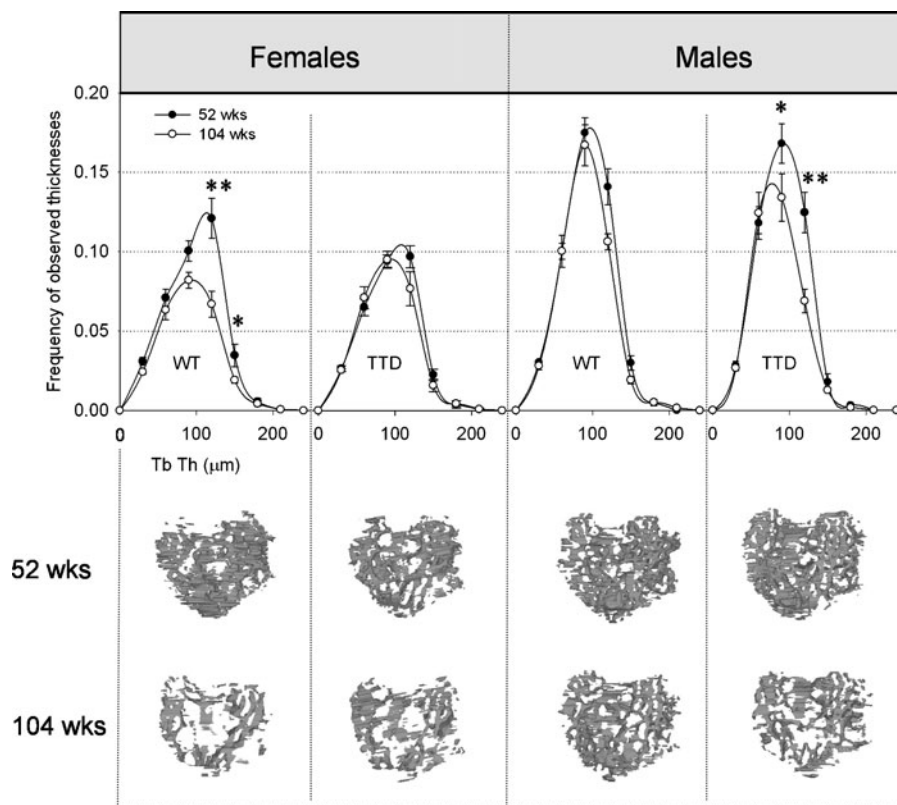 Females Males
Frequency of observed thicknesses
0.20
0.15
0.10
0.05
0.00
52 wks
104 wks
**
*
*
**
WT TTD WT TTD
0 100 200 0 100 200 0 100 200 0 100 200
Tb Th (μm)
52 wks
104 wks